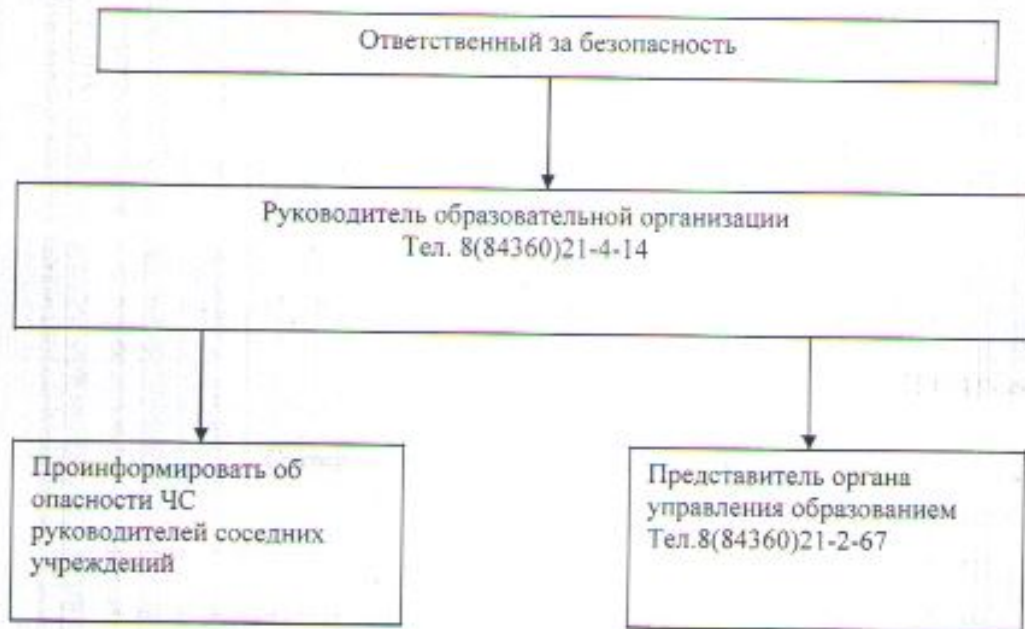 Ответственный за безопасность
Руководитель образовательной организации
Тел. 8(84360)21-4-14
Проинформировать об
опасности ЧС
руководителей соседних
учреждений
Представитель органа
управления образованием
Тел.8(84360)21-2-67